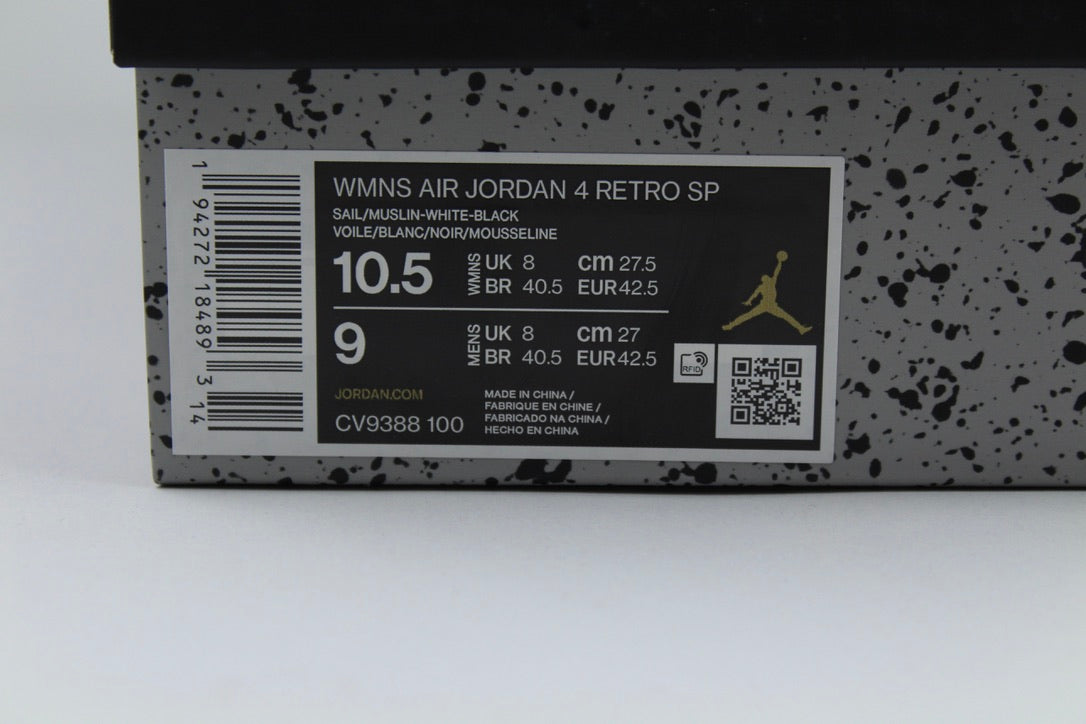 1 94272 18489 3 14
WMNS AIR JORDAN 4 RETRO SP
SAIL/MUSLIN-WHITE-BLACK
VOILE/BLANC/NOIR/MOUSSELINE
10.5 WMNS UK 8 cm 27.5
BR 40.5 EUR 42.5
9 MENS UK 8 cm 27
BR 40.5 EUR 42.5
RFID
JORDAN.COM
CV9388 100
MADE IN CHINA /
FABRIQUE EN CHINE /
FABRICADO NA CHINA /
HECHO EN CHINA